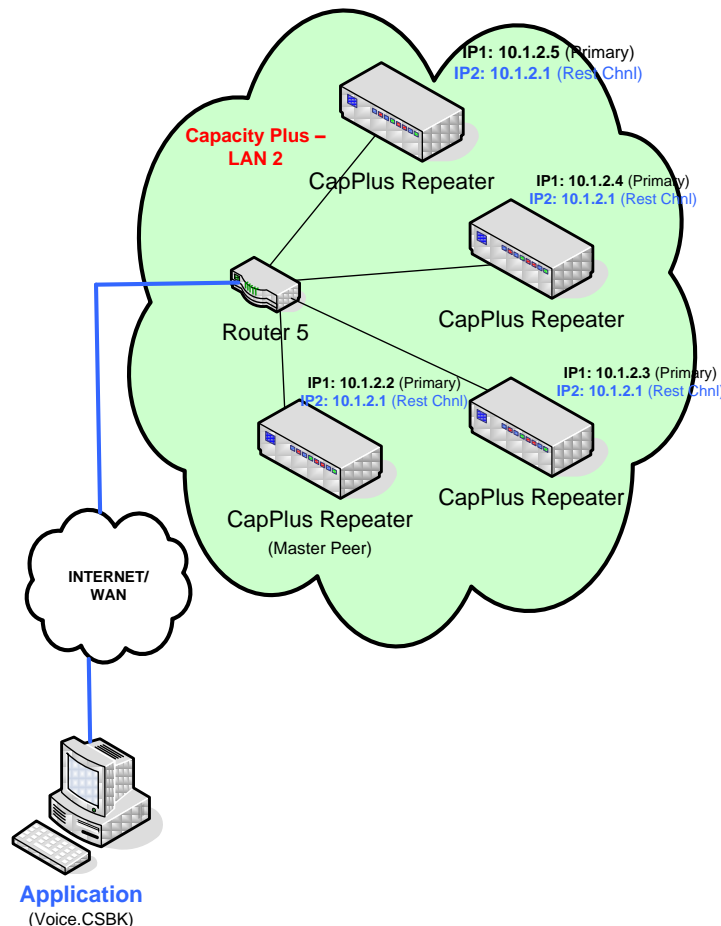 IP1: 10.1.2.5 (Primary)
IP2: 10.1.2.1 (Rest Chnl)
Capacity Plus –
LAN 2
CapPlus Repeater
IP1: 10.1.2.4 (Primary)
IP2: 10.1.2.1 (Rest Chnl)
CapPlus Repeater
Router 5
IP1: 10.1.2.3 (Primary)
IP2: 10.1.2.1 (Rest Chnl)
CapPlus Repeater
IP1: 10.1.2.2 (Primary)
IP2: 10.1.2.1 (Rest Chnl)
CapPlus Repeater
(Master Peer)
INTERNET/
WAN
Application
(Voice.CSBK)